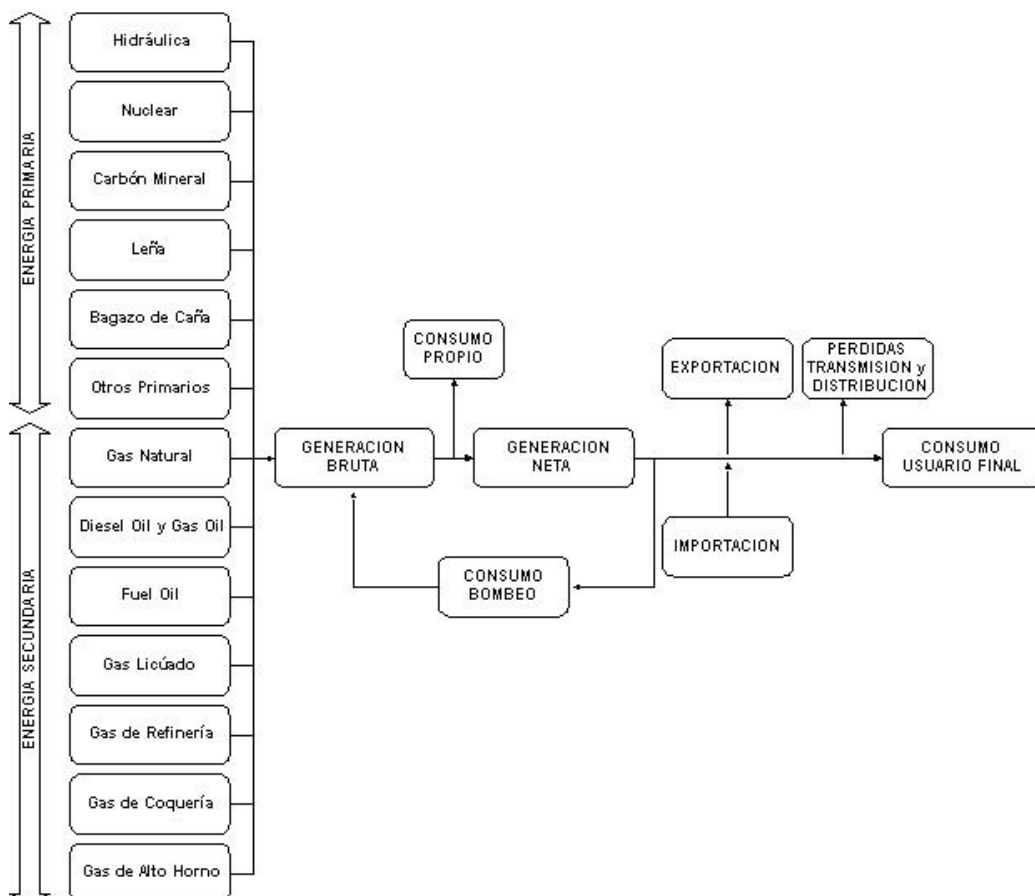 ENERGIA PRIMARIA
Hidráulica
Nuclear
Carbón Mineral
Leña
Bagazo de Caña
Otros Primarios
ENERGIA SECUNDARIA
Gas Natural
Diesel Oil y Gas Oil
Fuel Oil
Gas Licúado
Gas de Refinería
Gas de Coquería
Gas de Alto Horno
GENERACION
BRUTA
CONSUMO
PROPIO
GENERACION
NETA
CONSUMO
BOMBEO
EXPORTACION
IMPORTACION
PERDIDAS
TRANSMISION y
DISTRIBUCION
CONSUMO
USUARIO FINAL